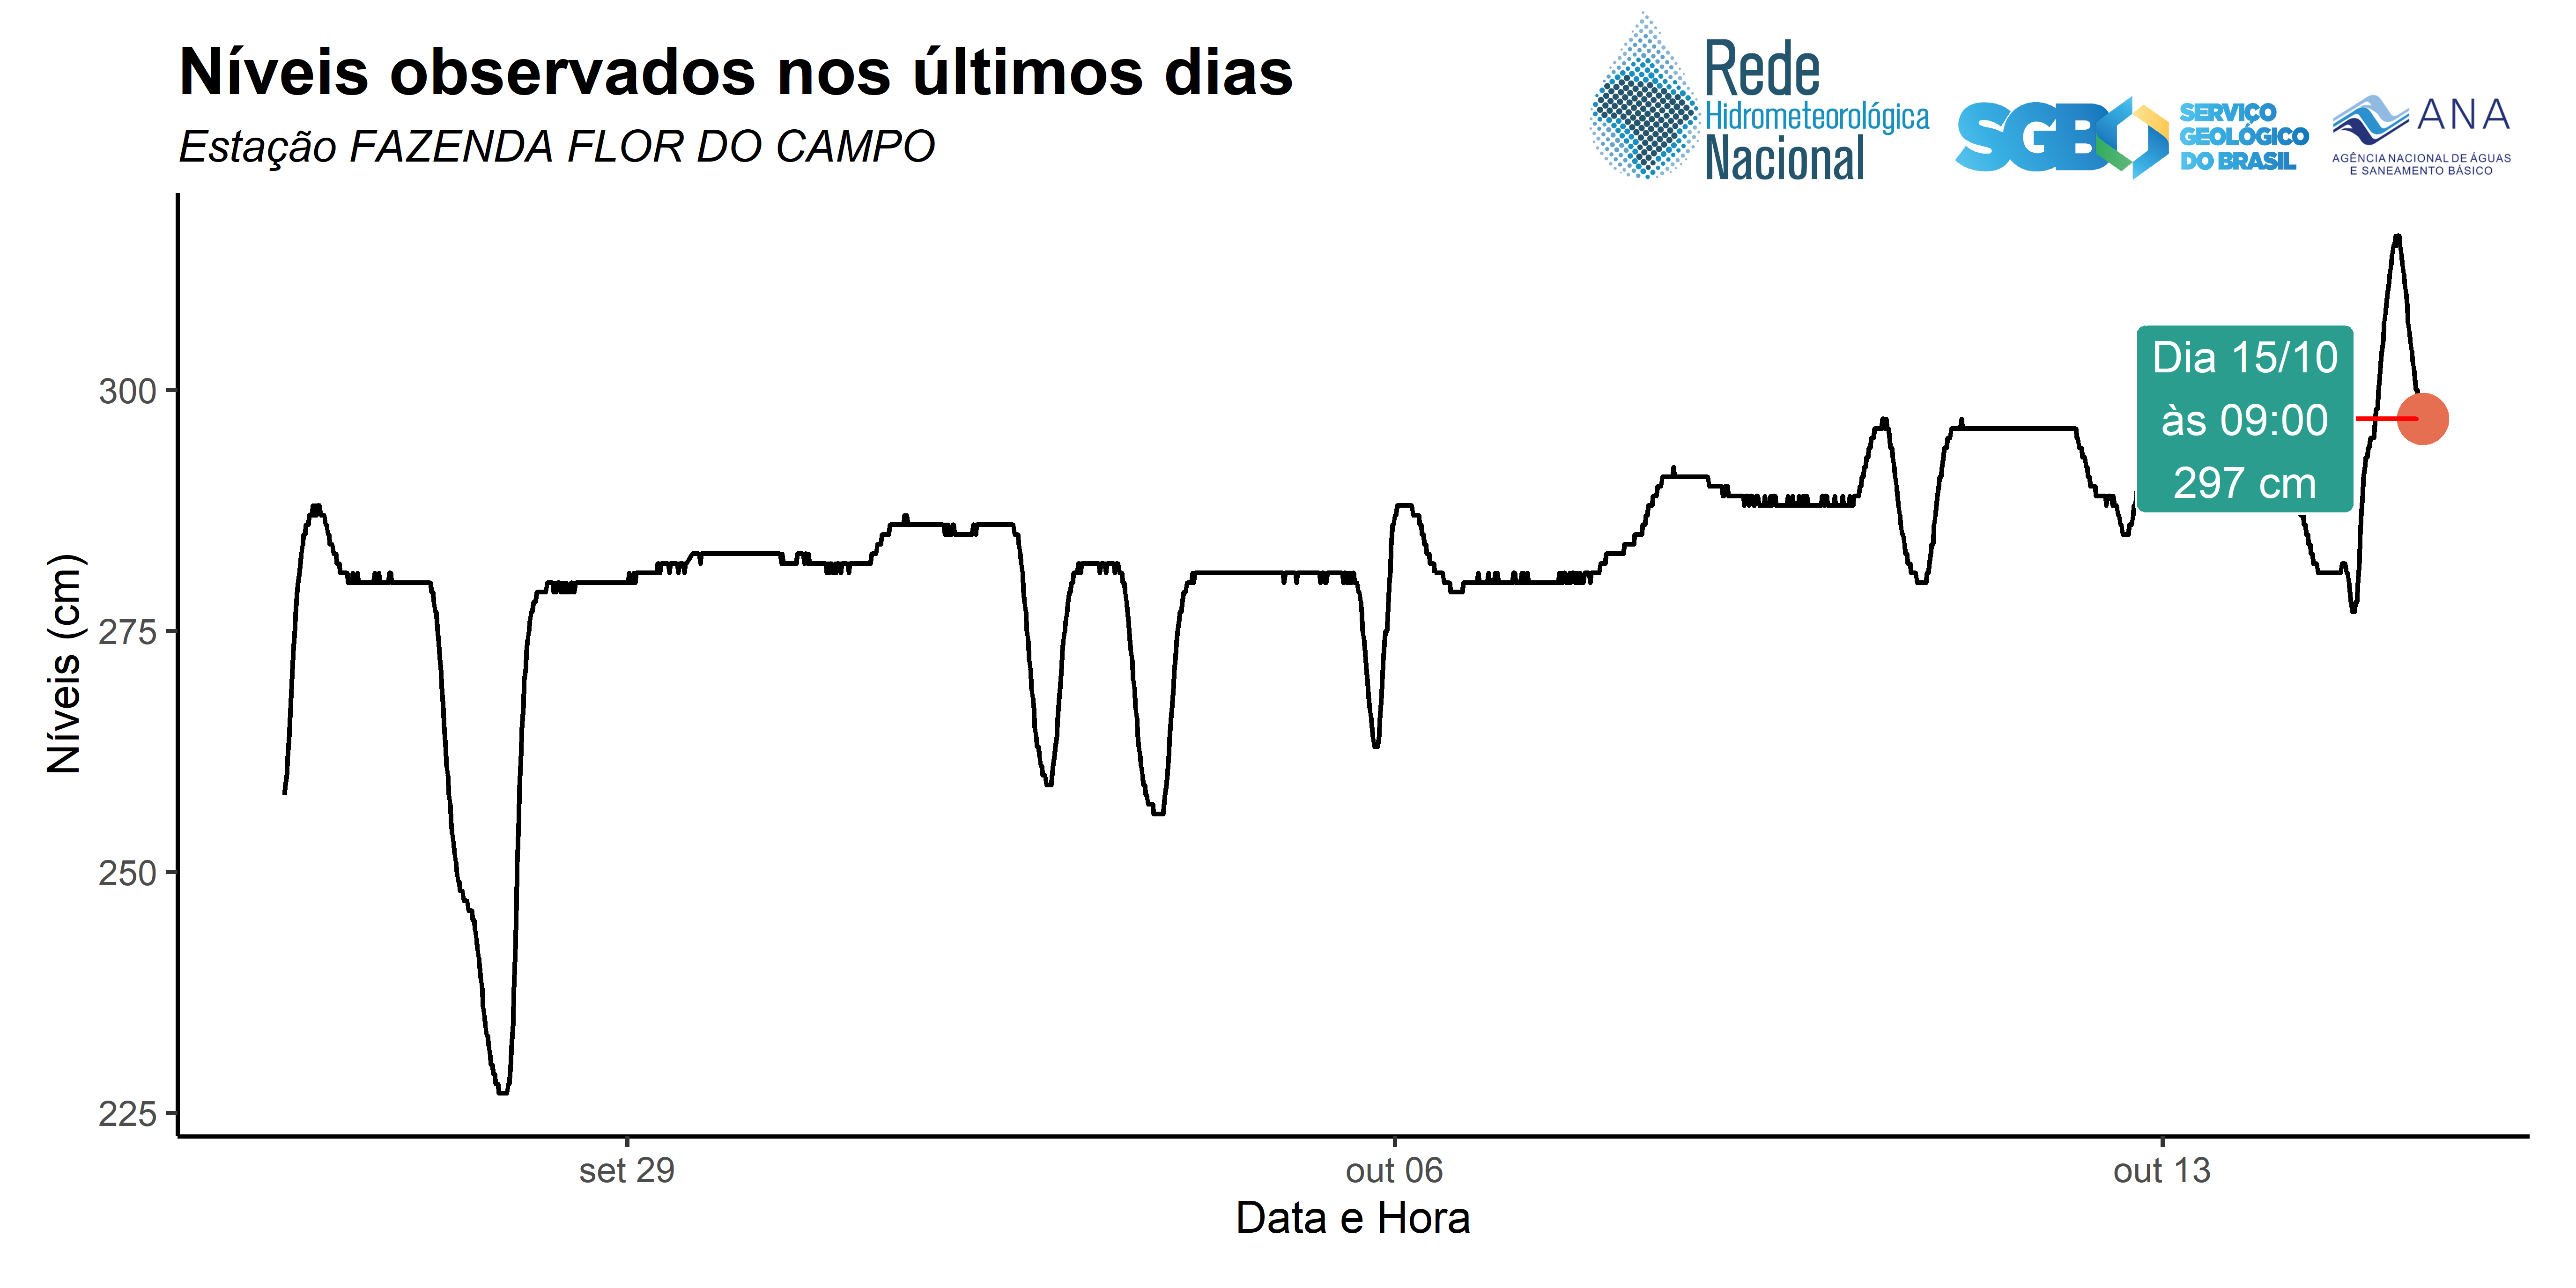 Níveis observados nos últimos dias
Estação FAZENDA FLOR DO CAMPO
Rede
Hidrometeorológica
Nacional
SGB
SERVIÇO
GEOLÓGICO
DO BRASIL
ANA
AGÊNCIA NACIONAL DE ÁGUAS
E SANEAMENTO BÁSICO
Níveis (cm)
300
275
250
225
Dia 15/10
às 09:00
297 cm
set 29
out 06
out 13
Data e Hora